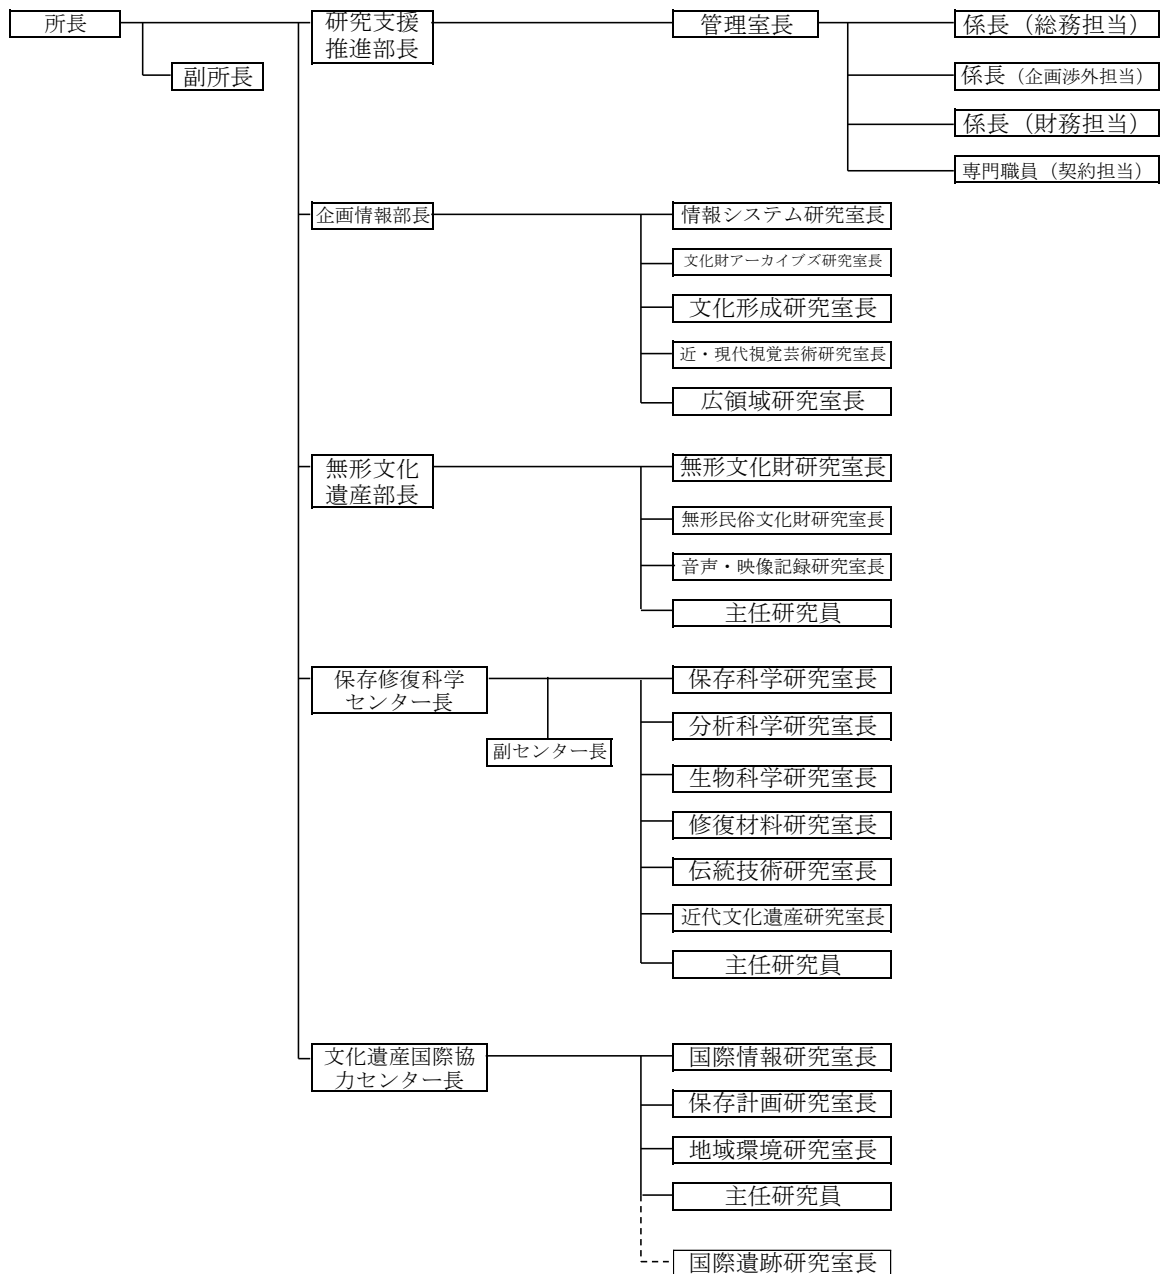 所長
副所長
研究支援
推進部長
管理室長
係長（総務担当）
係長（企画渉外担当）
係長（財務担当）
専門職員（契約担当）
企画情報部長
情報システム研究室長
文化財アーカイブズ研究室長
文化形成研究室長
近・現代視覚芸術研究室長
広領域研究室長
無形文化
遺産部長
無形文化財研究室長
無形民俗文化財研究室長
音声・映像記録研究室長
主任研究員
保存修復科学
センター長
副センター長
保存科学研究室長
分析科学研究室長
生物科学研究室長
修復材料研究室長
伝統技術研究室長
近代文化遺産研究室長
主任研究員
文化遺産国際協
力センター長
国際情報研究室長
保存計画研究室長
地域環境研究室長
主任研究員
国際遺跡研究室長